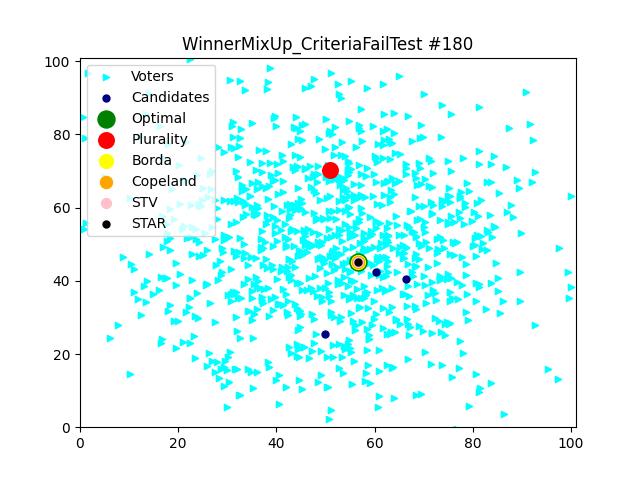 WinnerMixUp_CriteriaFailTest #180
100
80
60
40
20
0
0
20
40
60
80
100
Voters
Candidates
Optimal
Plurality
Borda
Copeland
STV
STAR